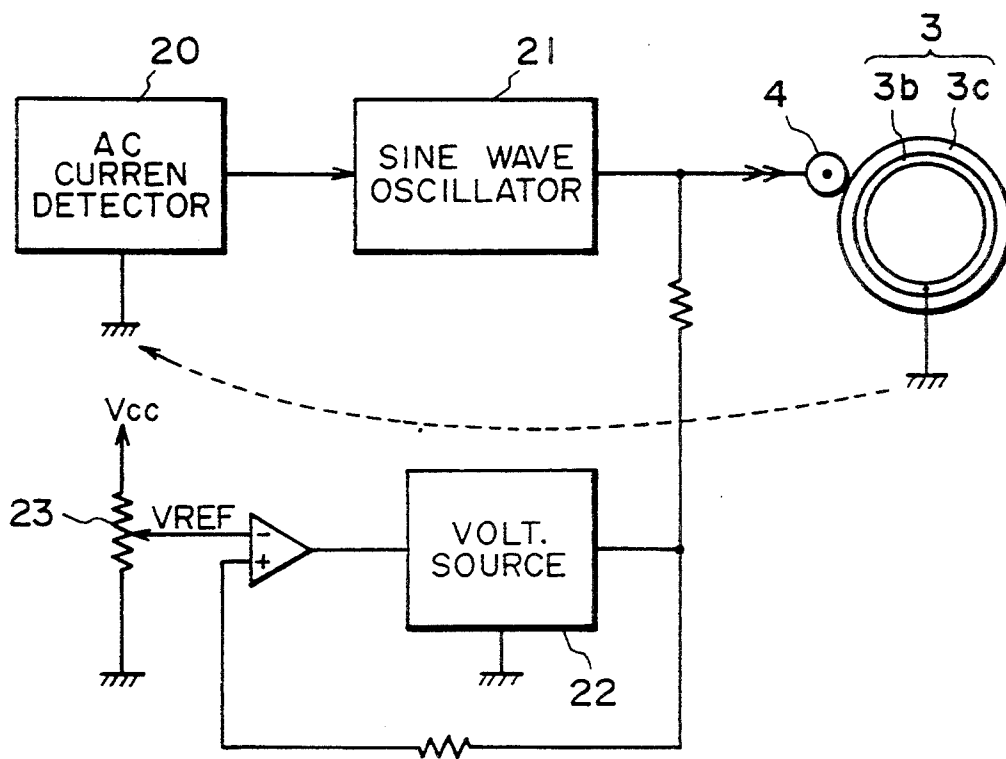 3
20
21
4
3b
3c
AC
CURREN
DETECTOR
SINE WAVE
OSCILLATOR
Vcc
23
VREF
-
+
VOLT.
SOURCE
22